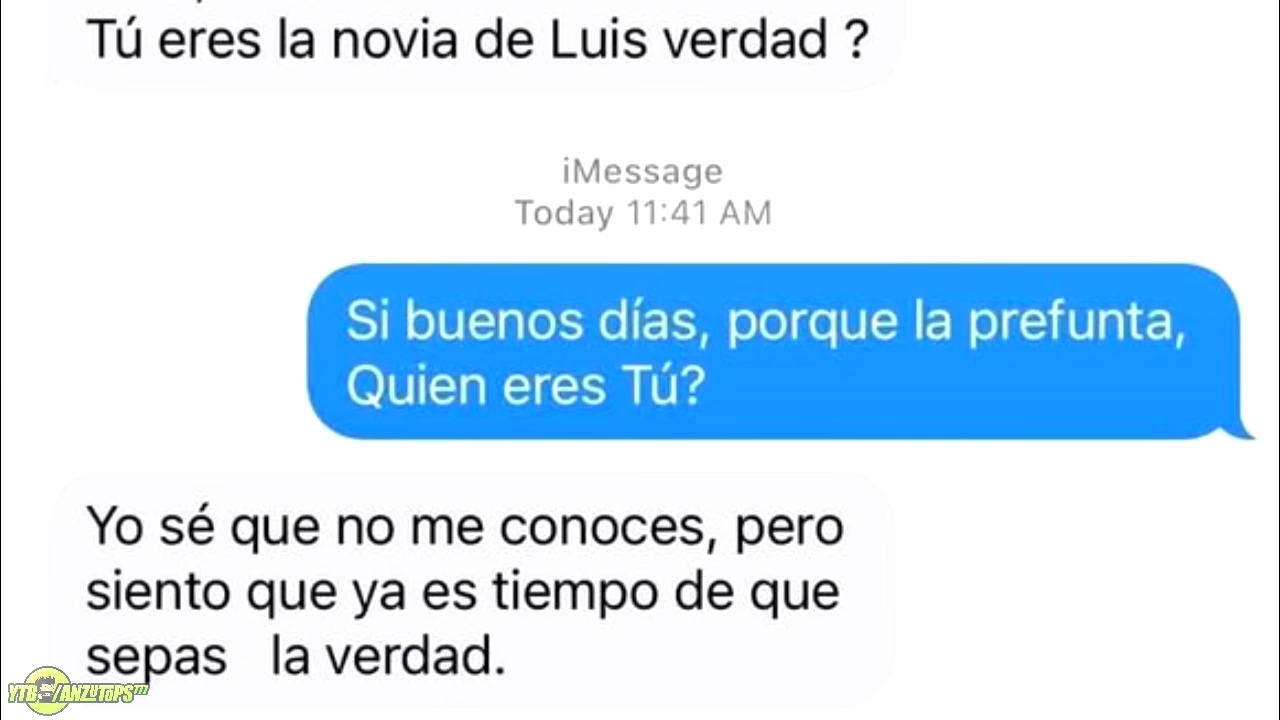 Tú eres la novia de Luis verdad ?
iMessage
Today 11:41 AM
Si buenos días, porque la prefunta,
Quien eres Tú?
Yo sé que no me conoces, pero
siento que ya es tiempo de que
sepas la verdad.
YTB/ANZUTOPS